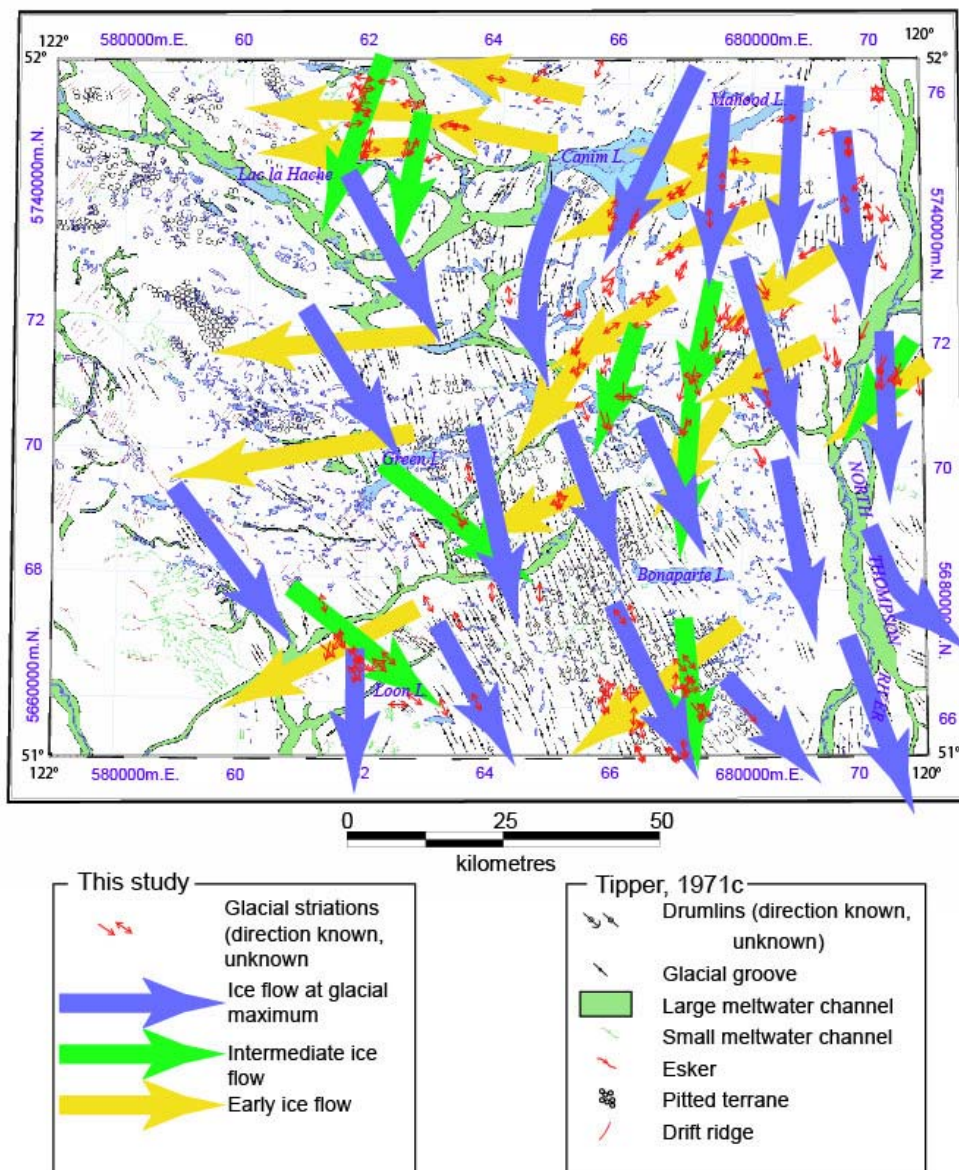 122° 580000m.E. 60 62 64 66 680000m.E. 70 120°
52° 52°
76
Mahood L.
Canim L.
Lac la Hache
5740000m.N.
5740000m.N
72 72
70 70
Green L.
NORTH
THOMPSON
RIVER
68
Bonaparte L.
5680000m.N
5660000m.N.
Loon L.
66
51° 51°
122° 580000m.E. 60 62 64 66 680000m.E. 70 120°
0 25 50
kilometres
This study
Glacial striations
(direction known,
unknown
Ice flow at glacial
maximum
Intermediate ice
flow
Early ice flow
Tipper, 1971c
Drumlins (direction known,
unknown)
Glacial groove
Large meltwater channel
Small meltwater channel
Esker
Pitted terrane
Drift ridge